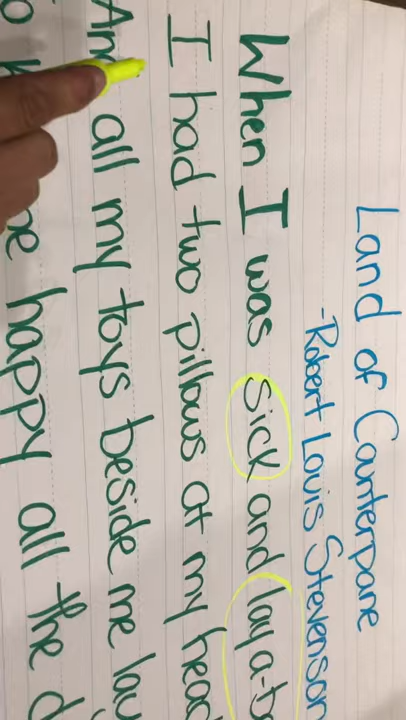 Land of Counterpane
-Robert Louis Stevenson
When I was sick and lay a-b
I had two pillows at my head
all my toys beside me lay
happy all the d